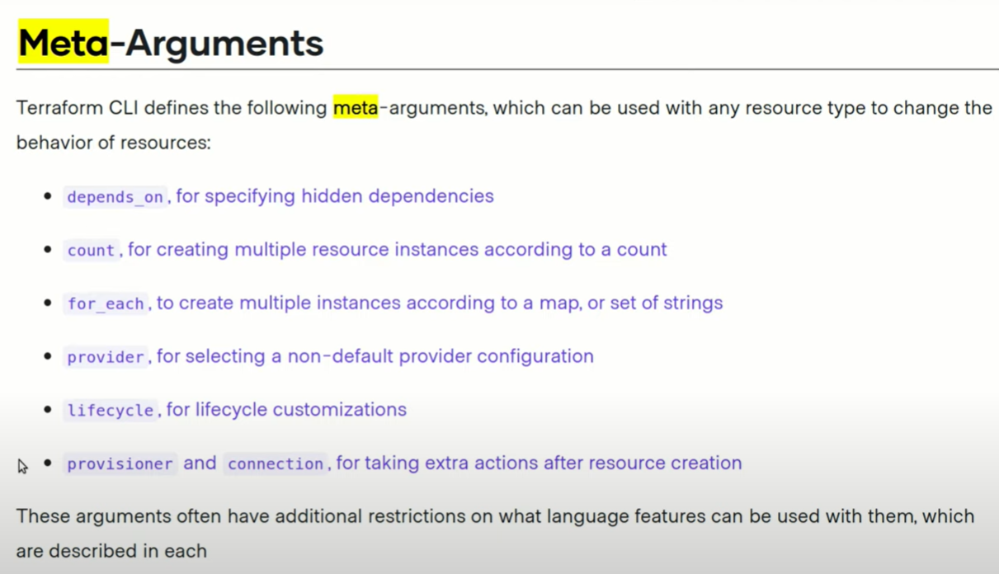 Meta-Arguments
Terraform CLI defines the following meta-arguments, which can be used with any resource type to change the
behavior of resources:
• depends_on, for specifying hidden dependencies
• count, for creating multiple resource instances according to a count
• for_each, to create multiple instances according to a map, or set of strings
• provider, for selecting a non-default provider configuration
• lifecycle, for lifecycle customizations
• provisioner and connection, for taking extra actions after resource creation
These arguments often have additional restrictions on what language features can be used with them, which
are described in each